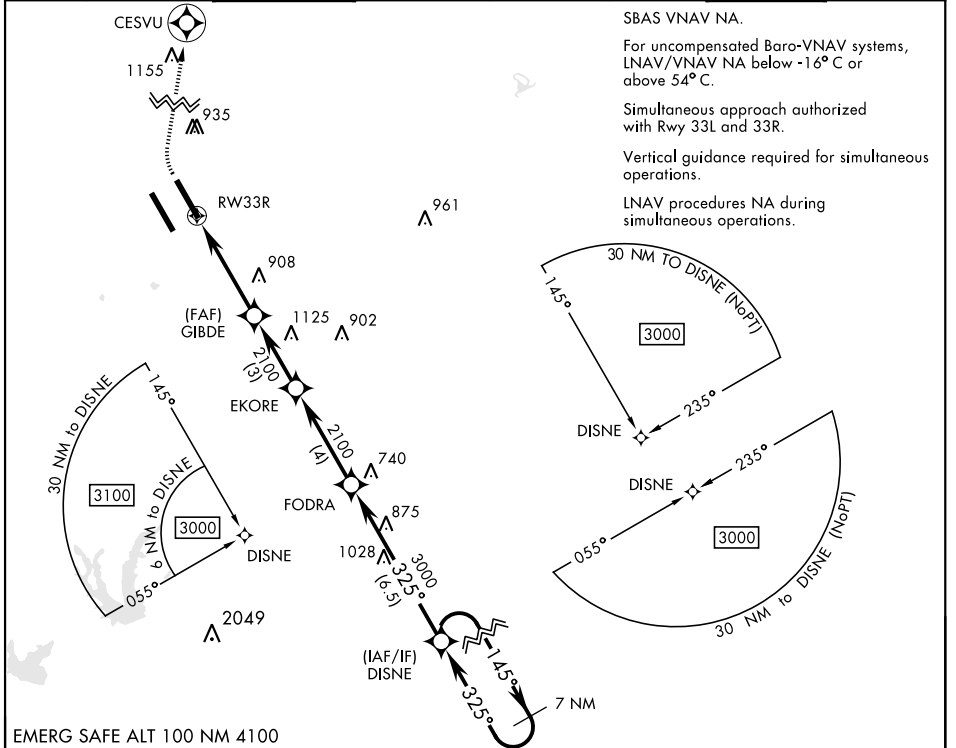 CESVU
1155
935
RW33R
961
908
(FAF)
GIBDE
1125
902
2100
(3)
EKORE
2100
(4)
740
FODRA
875
1028
3000
325°
(6.5)
(IAF/IF)
DISNE
145°
325°
7 NM
2049
SBAS VNAV NA.
For uncompensated Baro-VNAV systems,
LNAV/VNAV NA below -16°C or
above 54°C.
Simultaneous approach authorized
with Rwy 33L and 33R.
Vertical guidance required for simultaneous
operations.
LNAV procedures NA during
simultaneous operations.
30 NM TO DISNE (NoPT)
145°
3000
235°
DISNE
DISNE
235°
055°
3000
30 NM to DISNE (NoPT)
30 NM to DISNE
145°
3100
6 NM to DISNE
3000
DISNE
055°
EMERG SAFE ALT 100 NM 4100